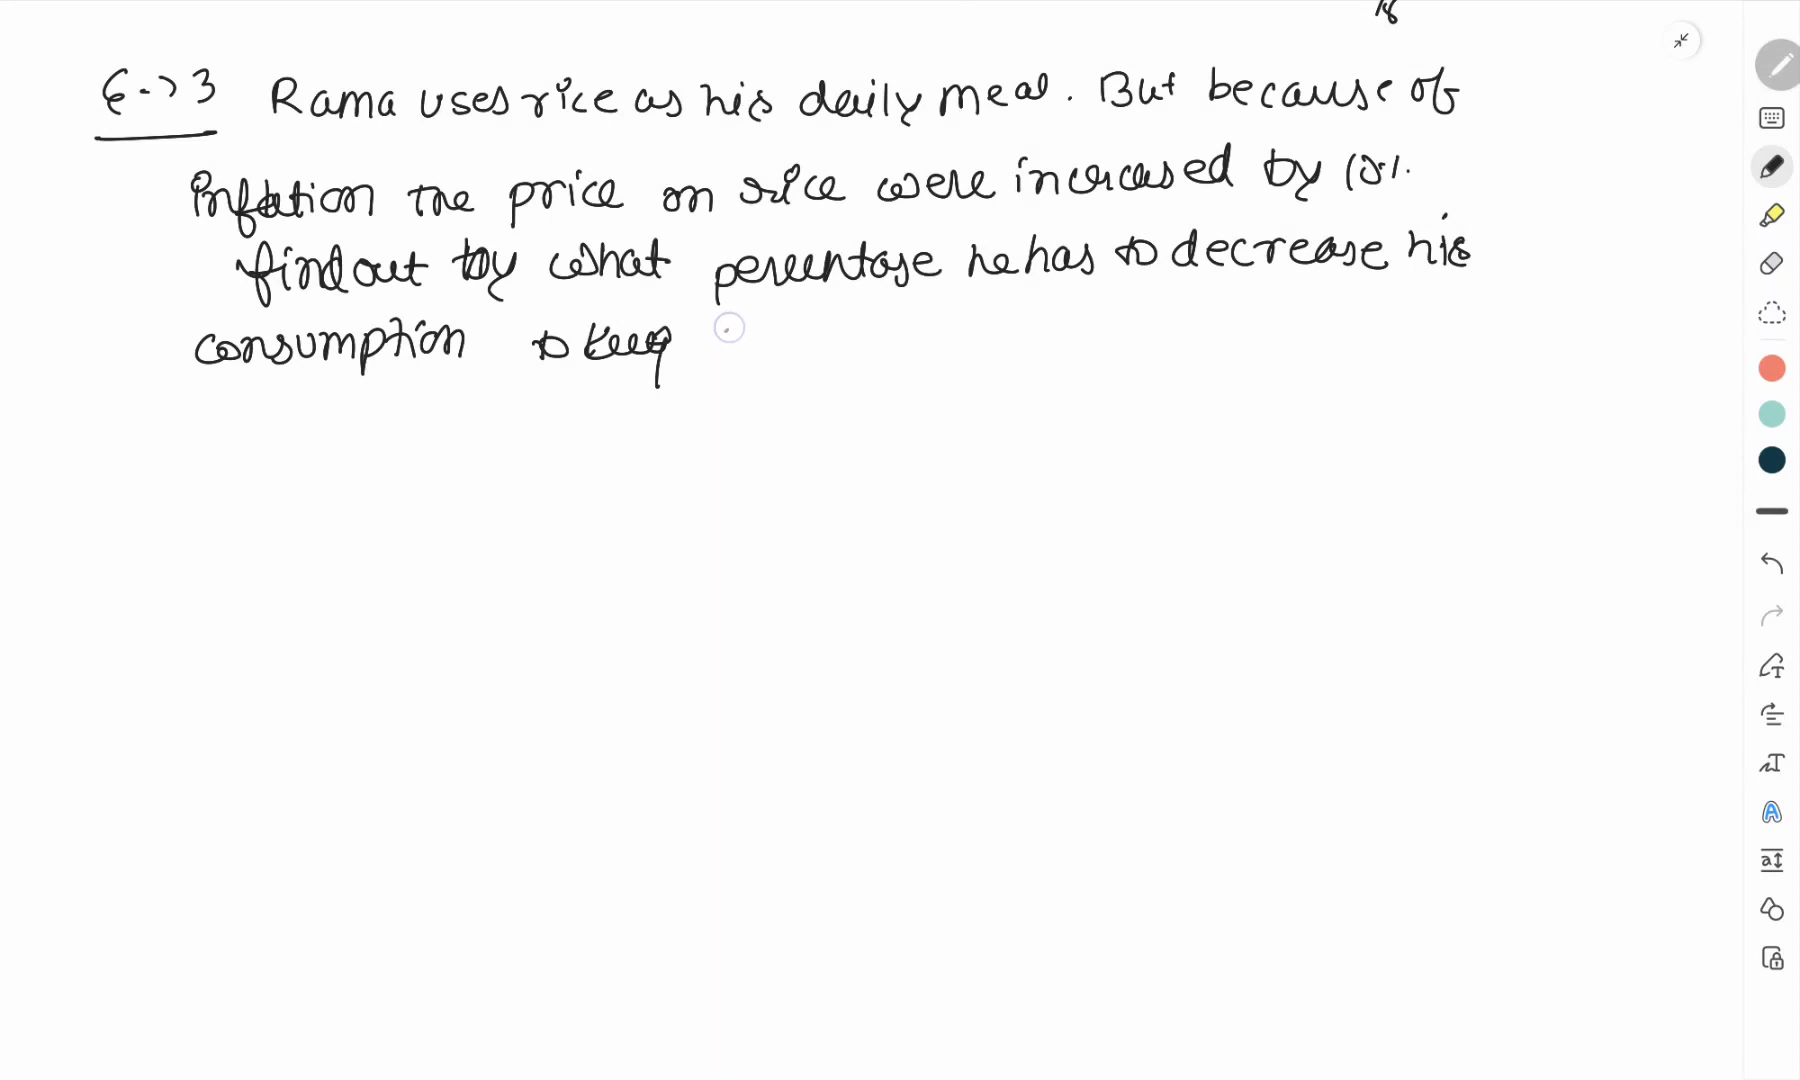 18
E-> 3 Rama uses rice as his daily meal. But because of
Inflation the price on rice were increased by 10%.
find out by what percentage he has to decrease his
consumption to keep